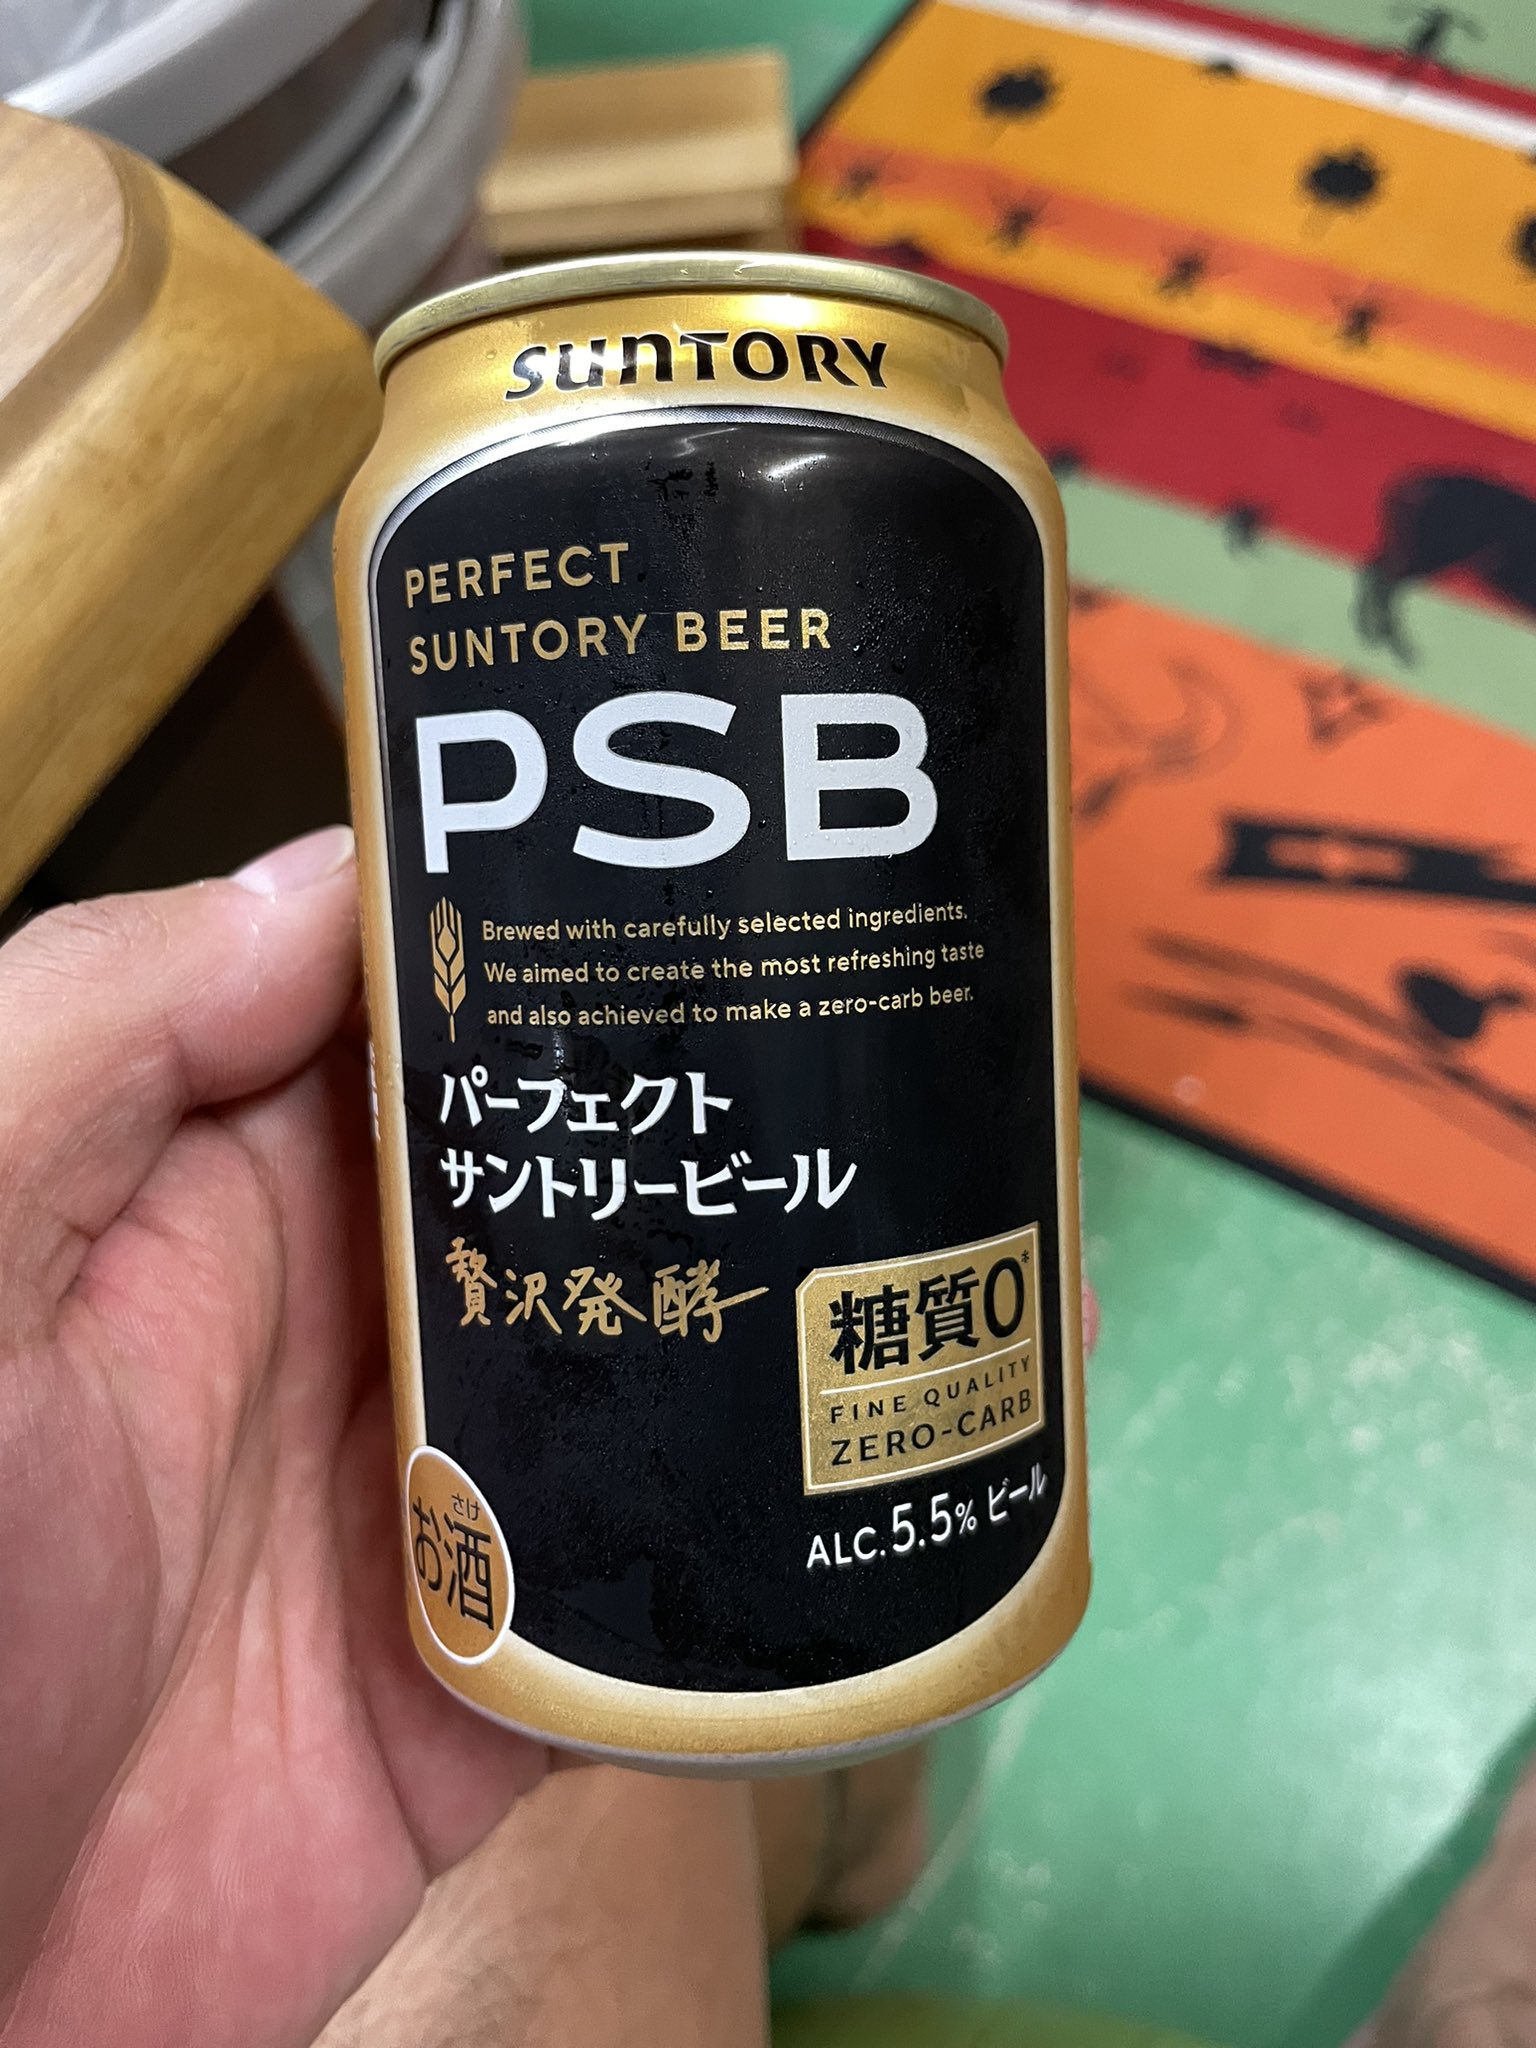 SUNTORY
PERFECT
SUNTORY BEER
PSB
Brewed with carefully selected ingredients.
We aimed to create the most refreshing taste
and also achieved to make a zero-carb beer.
パーフェクト
サントリービール
贅沢発酵
糖質0*
FINE QUALITY
ZERO-CARB
ALC.5.5% ビール
さけ
お酒